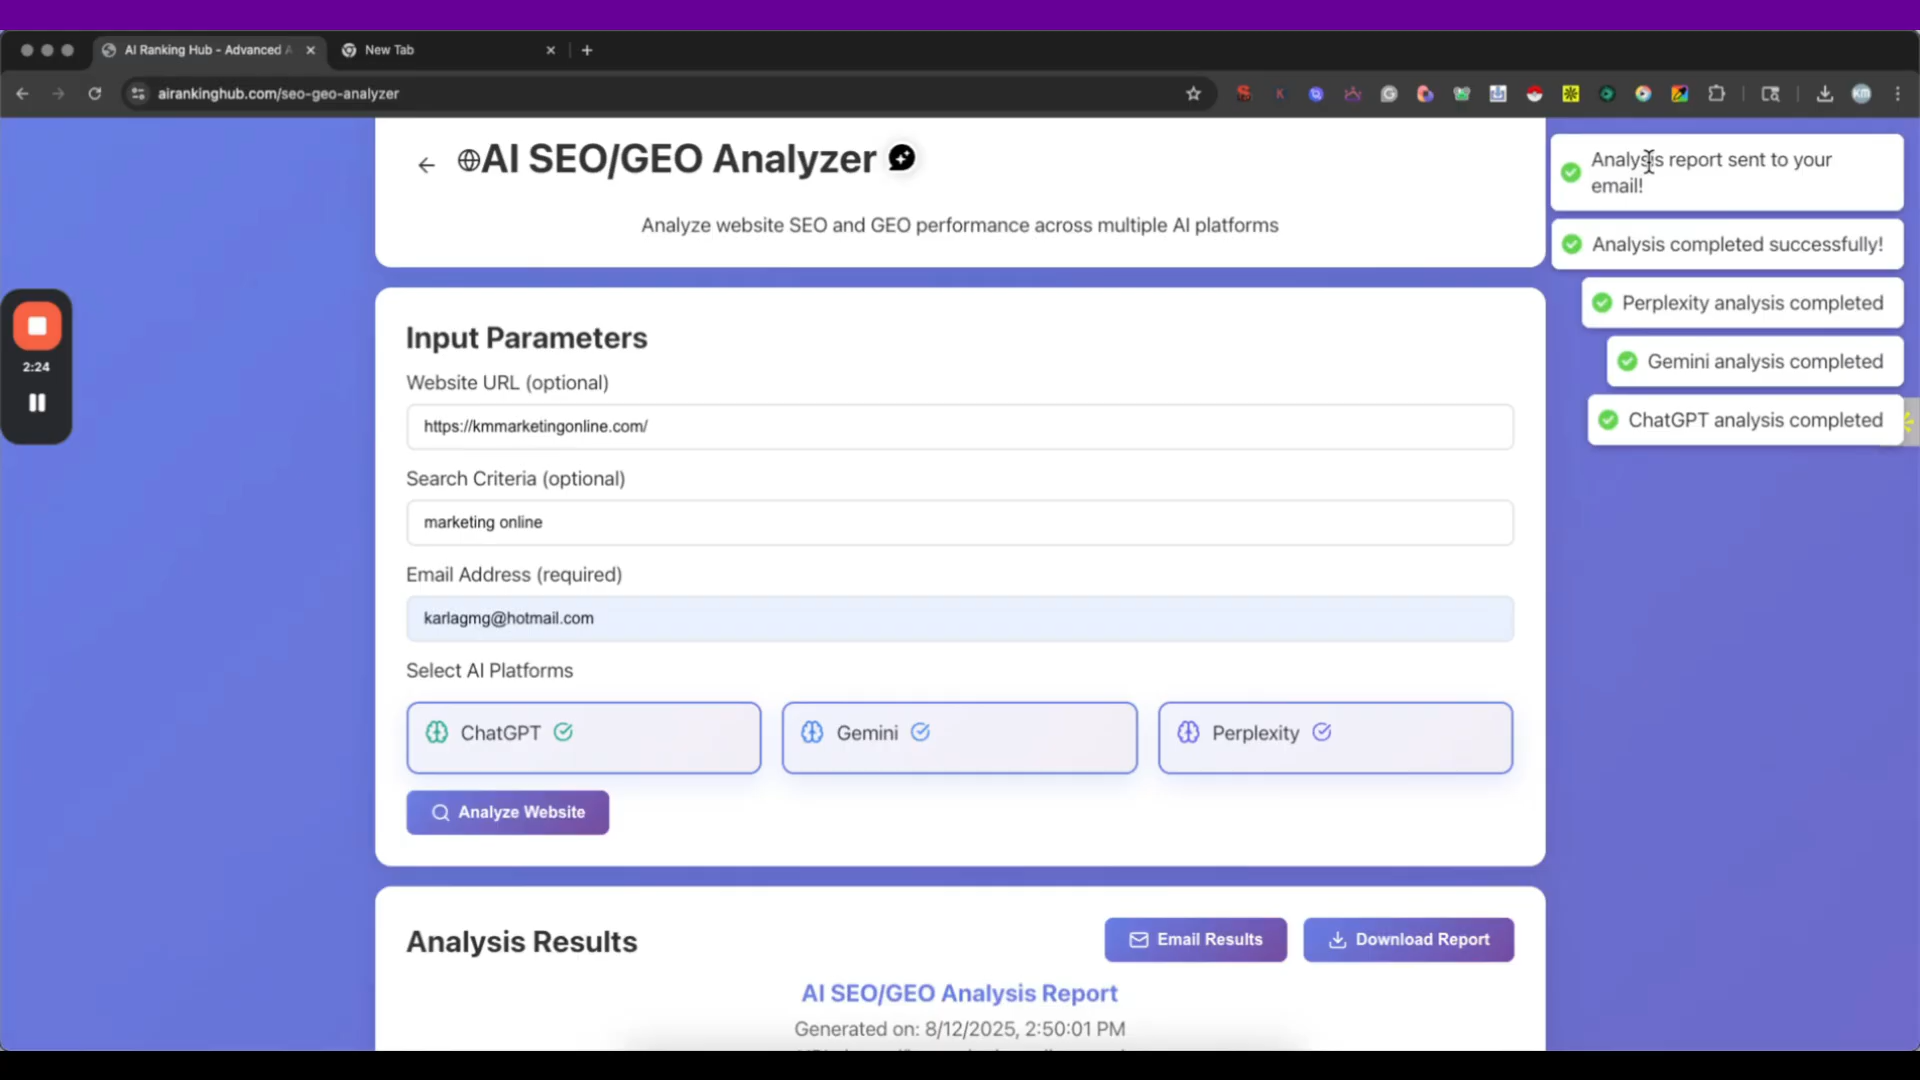 AI Ranking Hub - Advanced A
New Tab
airankinghub.com/seo-geo-analyzer
AI SEO/GEO Analyzer
Analyze website SEO and GEO performance across multiple AI platforms
Analysis report sent to your
email!
Analysis completed successfully!
Perplexity analysis completed
Gemini analysis completed
ChatGPT analysis completed
2:24
Input Parameters
Website URL (optional)
https://kmmarketingonline.com/
Search Criteria (optional)
marketing online
Email Address (required)
karlagmg@hotmail.com
Select AI Platforms
ChatGPT
Gemini
Perplexity
Analyze Website
Analysis Results
Email Results
Download Report
AI SEO/GEO Analysis Report
Generated on: 8/12/2025, 2:50:01 PM